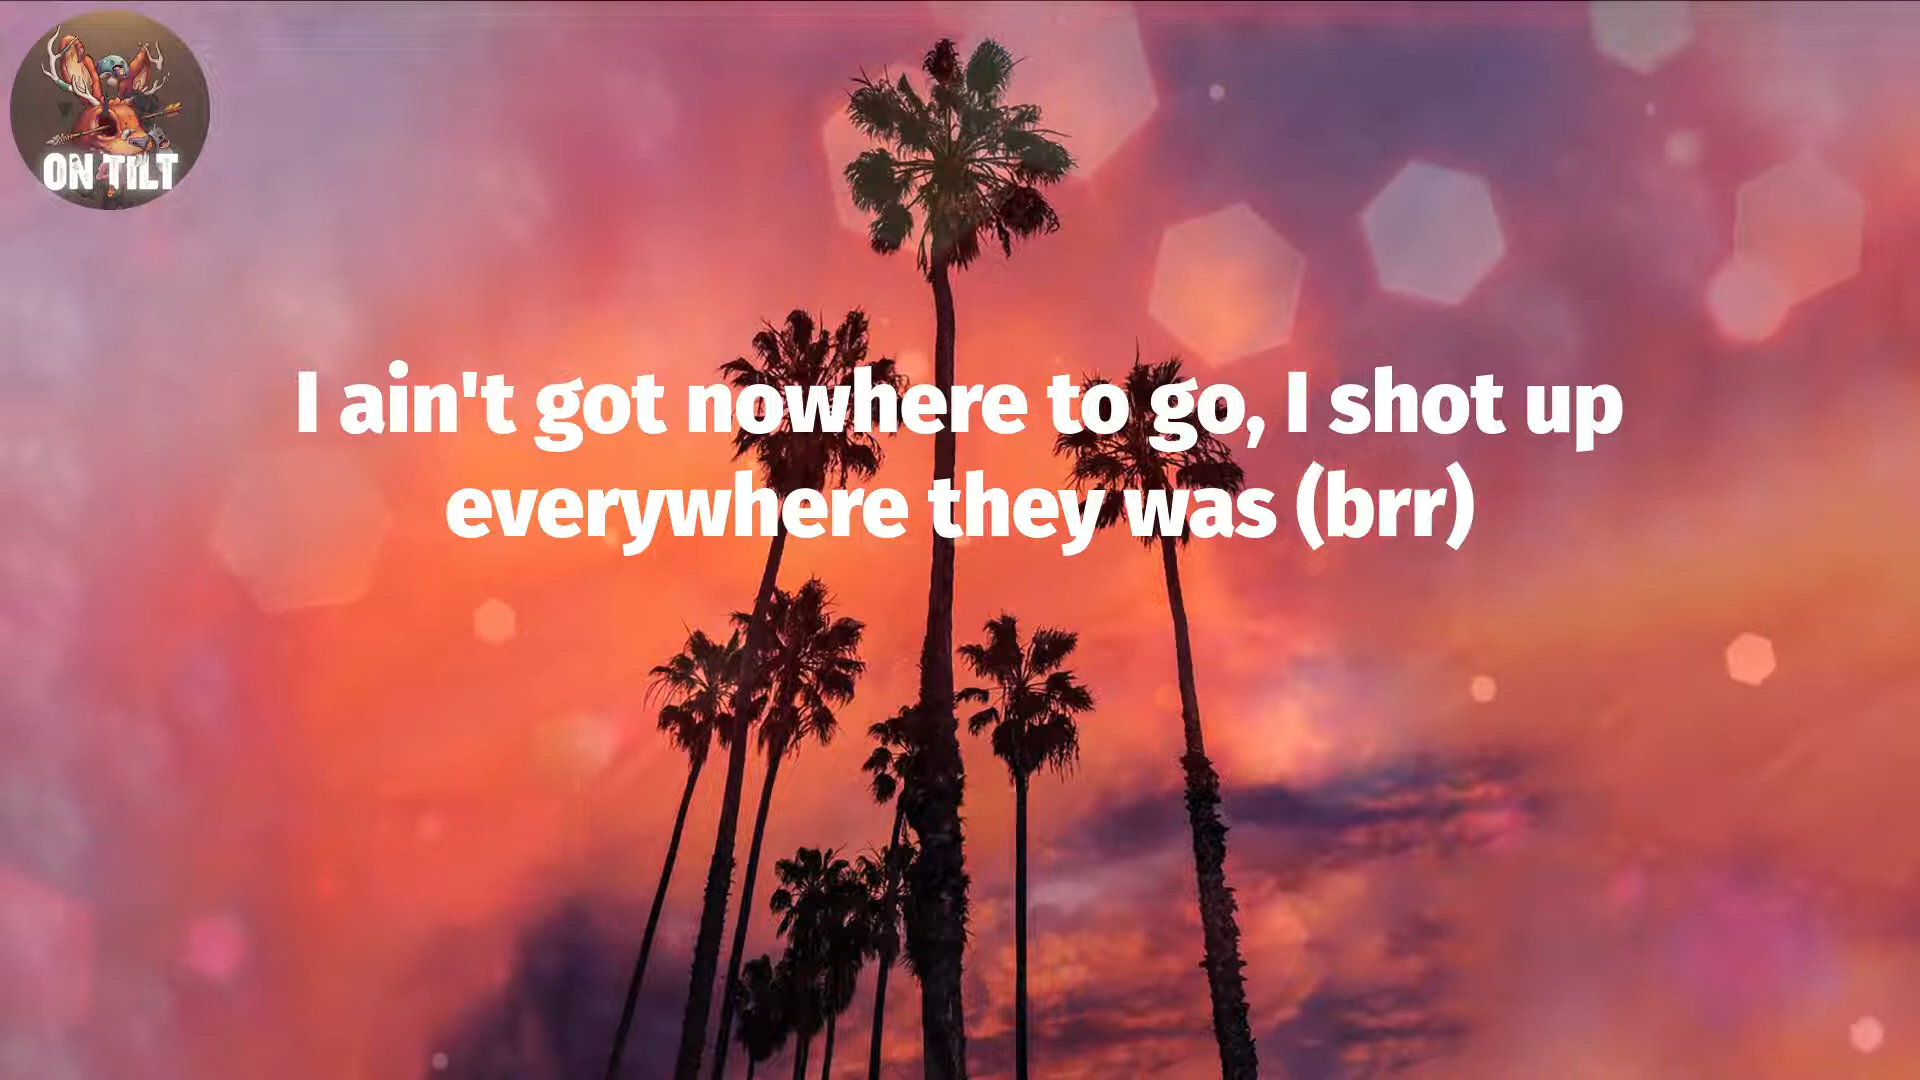 ON TILT
I ain't got nowhere to go, I shot up
everywhere they was (brr)